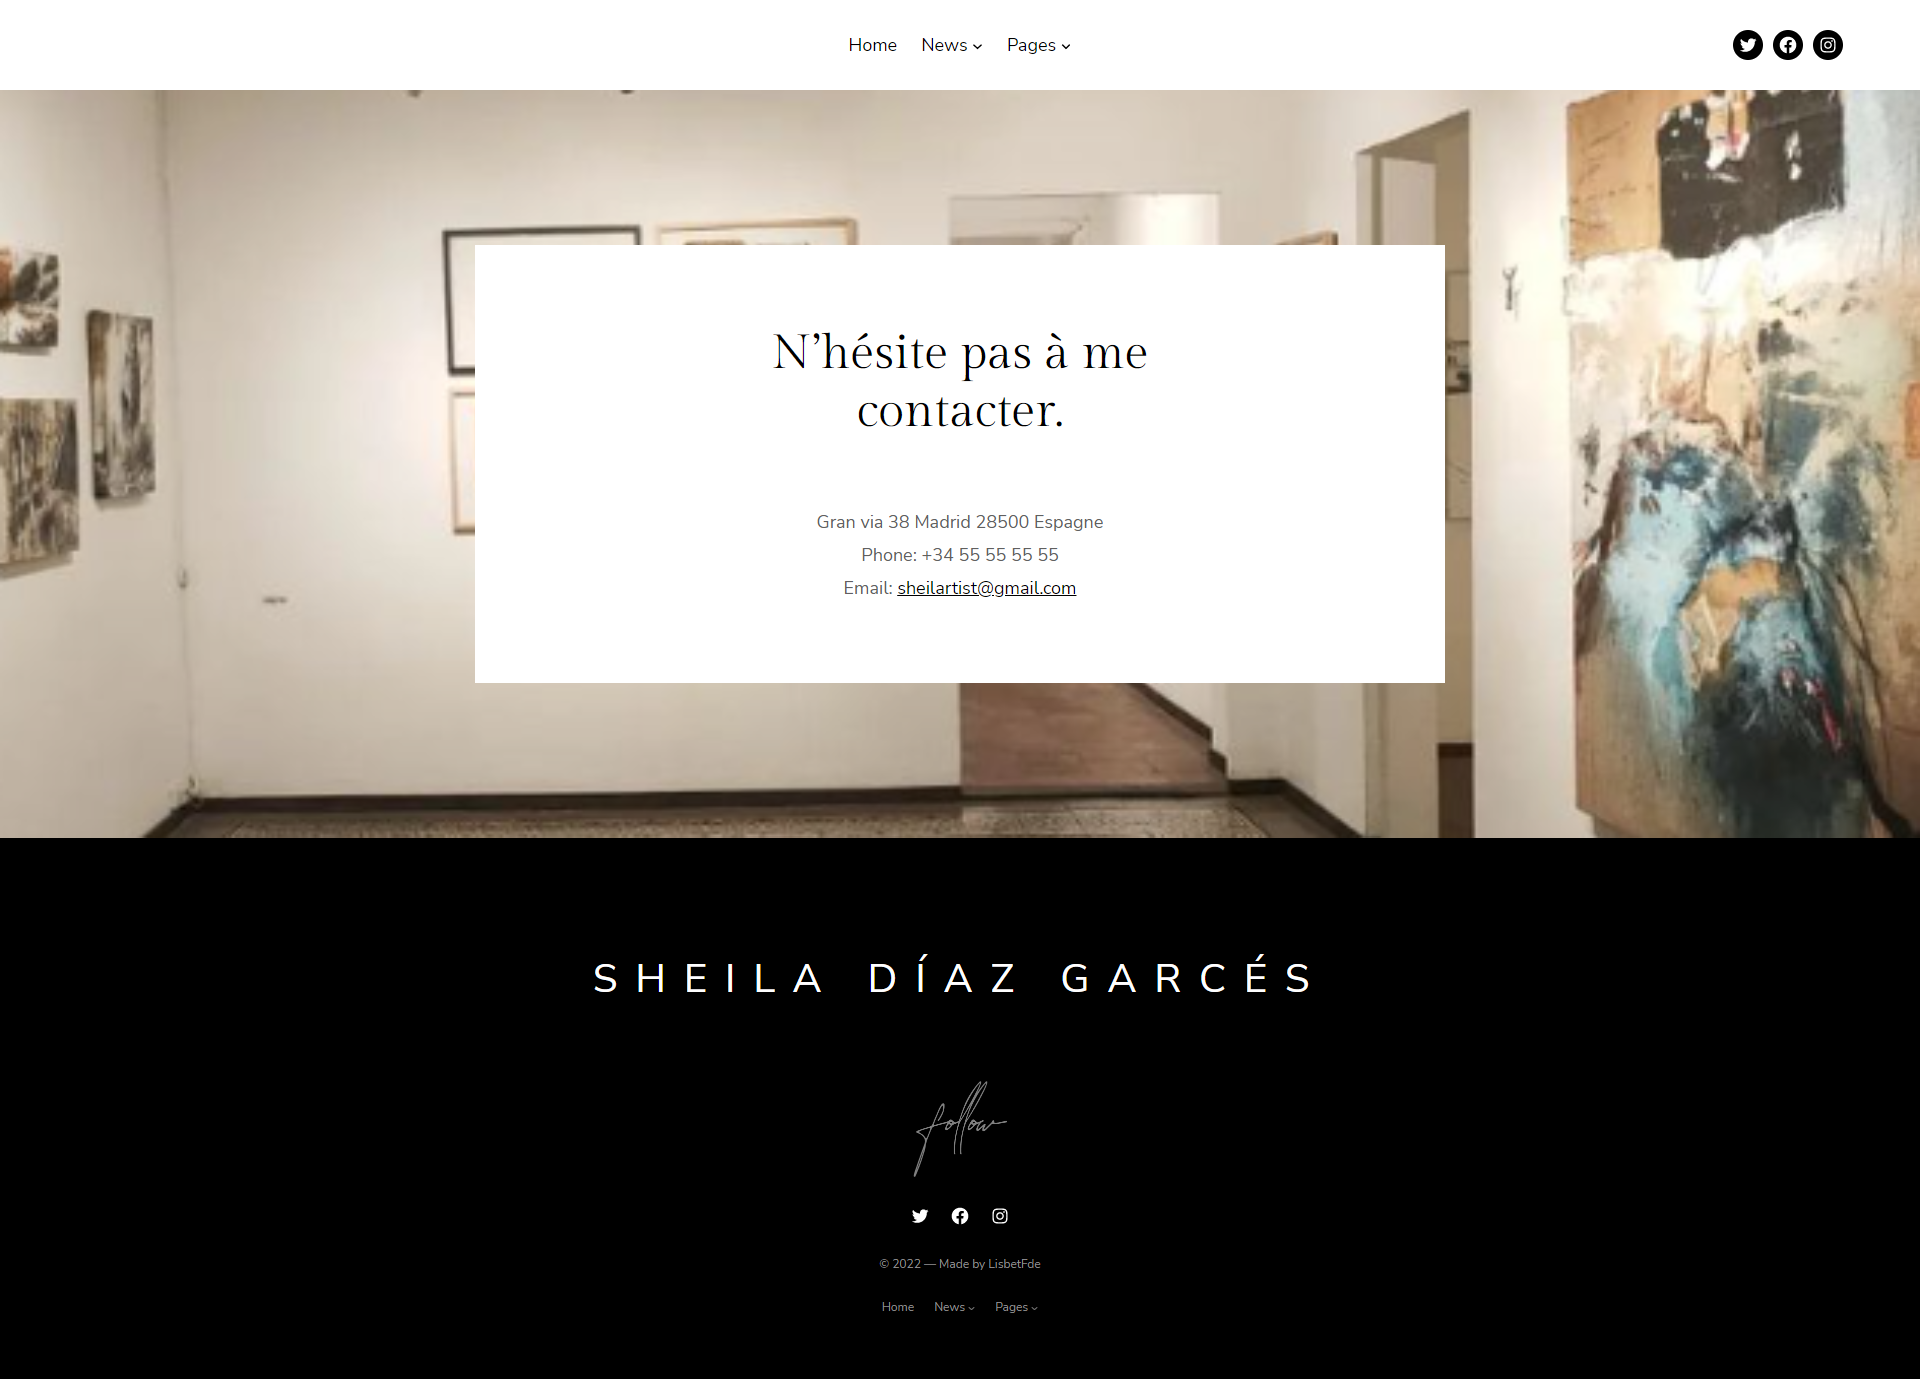 Home News Pages
N’hésite pas à me
contacter.
Gran via 38 Madrid 28500 Espagne
Phone: +34 55 55 55 55
Email: sheilartist@gmail.com
SHEILA DÍAZ GARCÉS
follow
© 2022 — Made by LisbetFde
Home News Pages